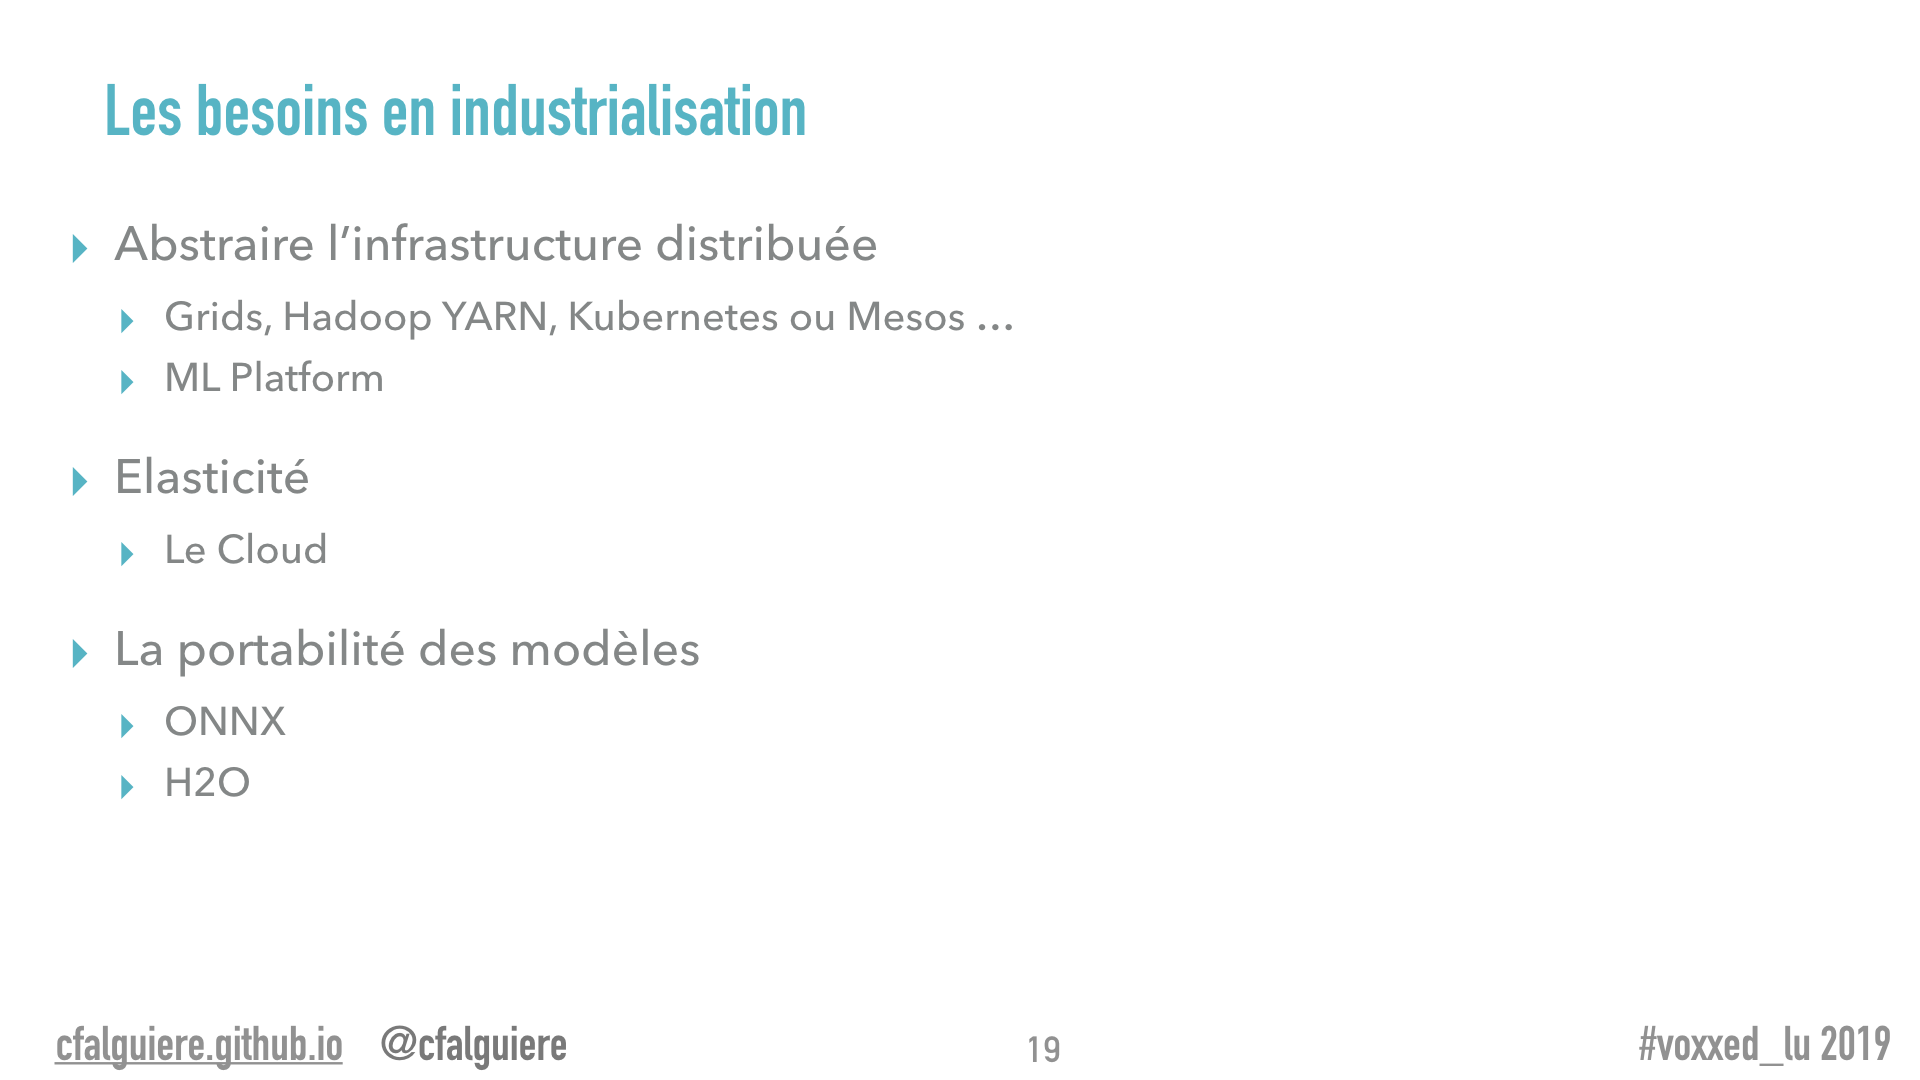 Les besoins en industrialisation
Abstraire l’infrastructure distribuée
Grids, Hadoop YARN, Kubernetes ou Mesos …
ML Platform
Elasticité
Le Cloud
La portabilité des modèles
ONNX
H2O
cfalguiere.github.io @cfalguiere 19 #voxxed_lu 2019